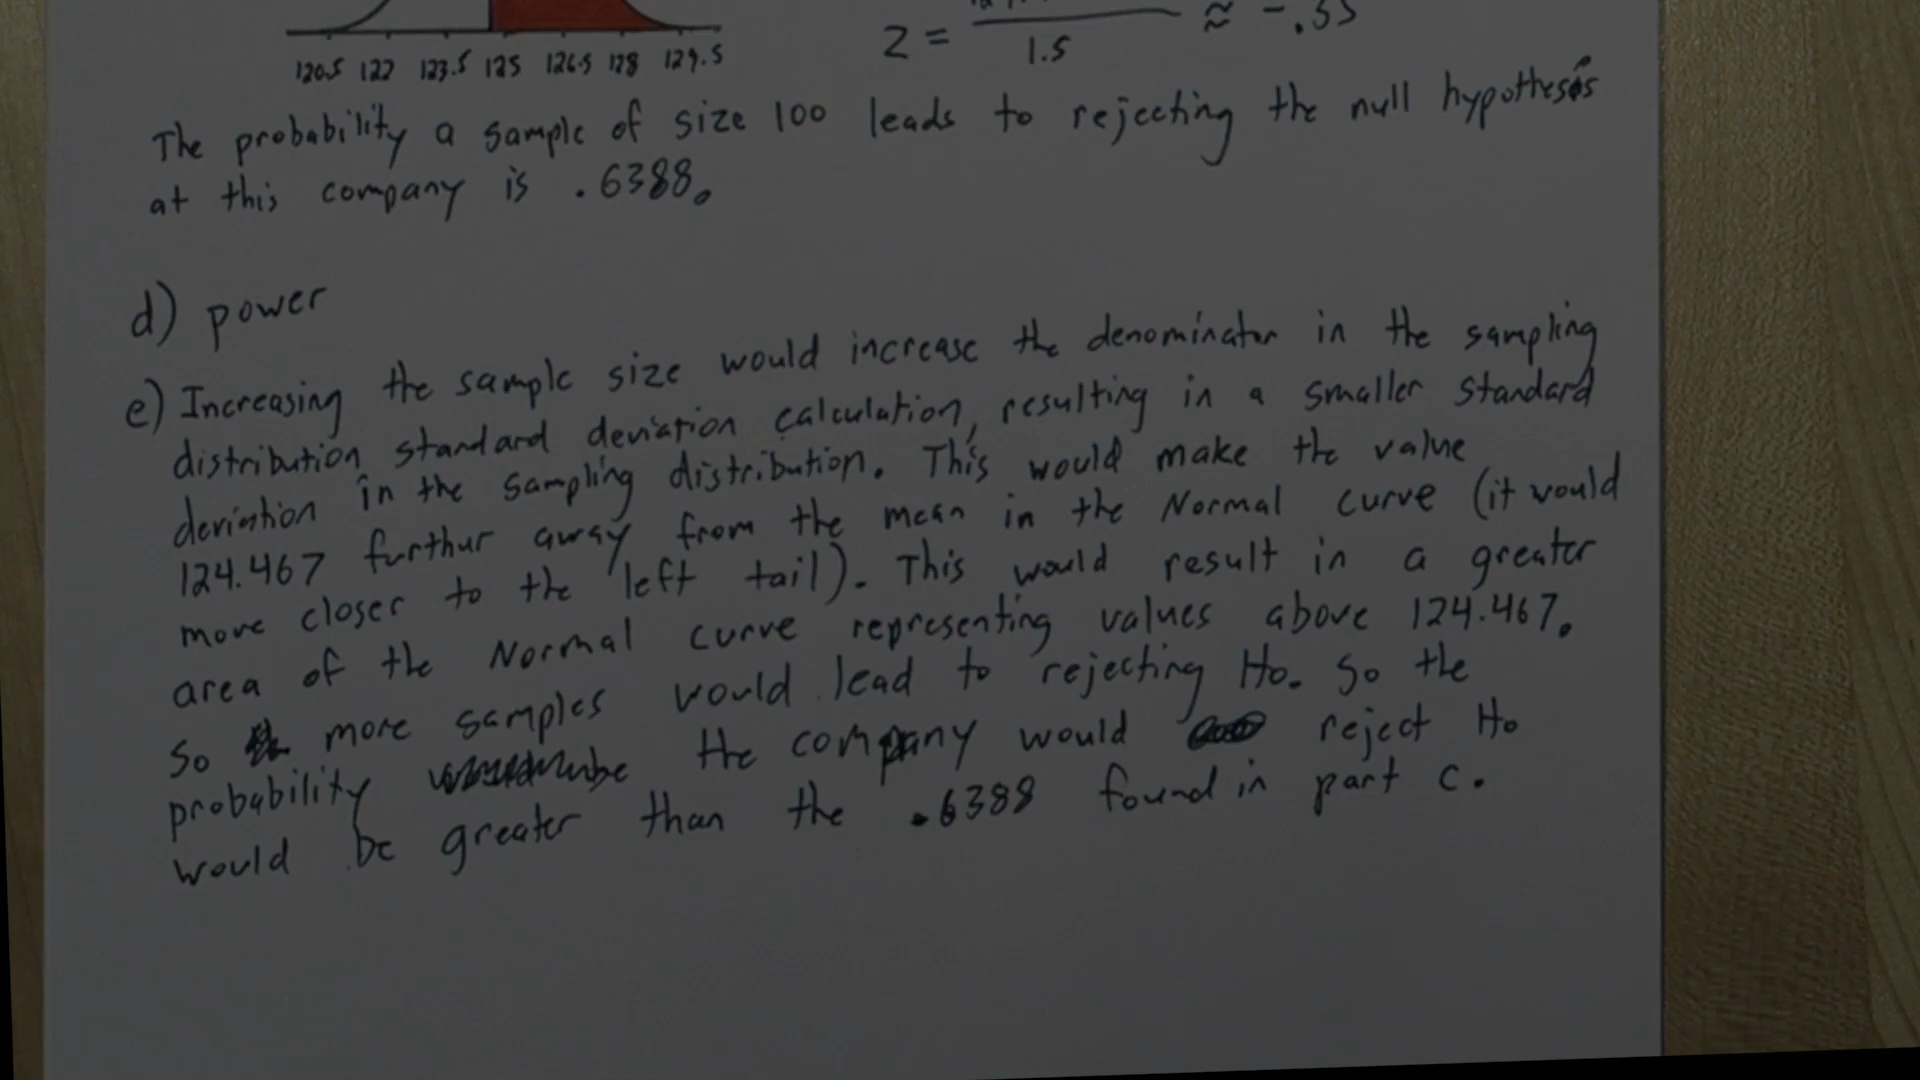 120.5 122 123.5 125 126.5 128 129.5
z = / 1.5 ≈ -.35
The probability a sample of size 100 leads to rejecting the null hypothesis
at this company is .6388.
d) power
e) Increasing the sample size would increase the denominator in the sampling
distribution standard deviation calculation, resulting in a smaller standard
deviation in the sampling distribution. This would make the value
124.467 furthur away from the mean in the Normal curve (it would
move closer to the left tail). This would result in a greater
area of the Normal curve representing values above 124.467.
So more samples would lead to rejecting Ho. So the
probability the company would reject Ho
would be greater than the .6388 found in part c.